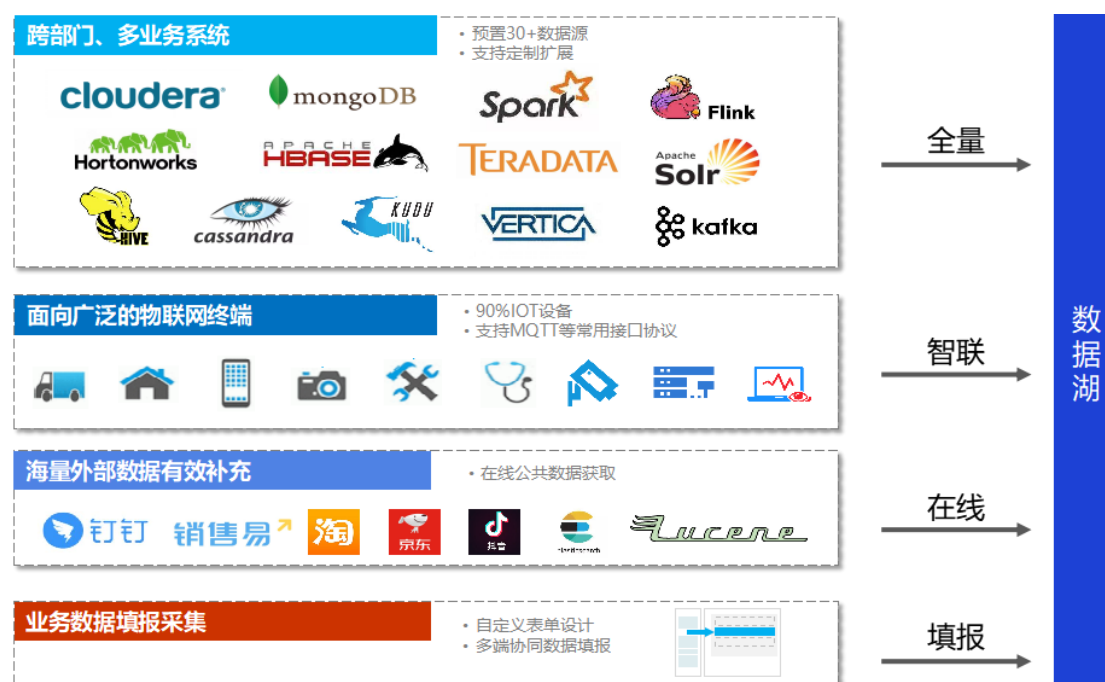 跨部门、多业务系统
• 预置30+数据源
• 支持定制扩展
cloudera
mongoDB
Spark
Flink
Hortonworks
APACHE
HBASE
TERADATA
Apache
Solr
HIVE
cassandra
KUDU
VERTICA
kafka
全量
面向广泛的物联网终端
• 90%IOT设备
• 支持MQTT等常用接口协议
智联
海量外部数据有效补充
• 在线公共数据获取
钉钉
销售易
淘
京东
抖音
elasticsearch
Lucene
在线
业务数据填报采集
• 自定义表单设计
• 多端协同数据填报
填报
数据湖